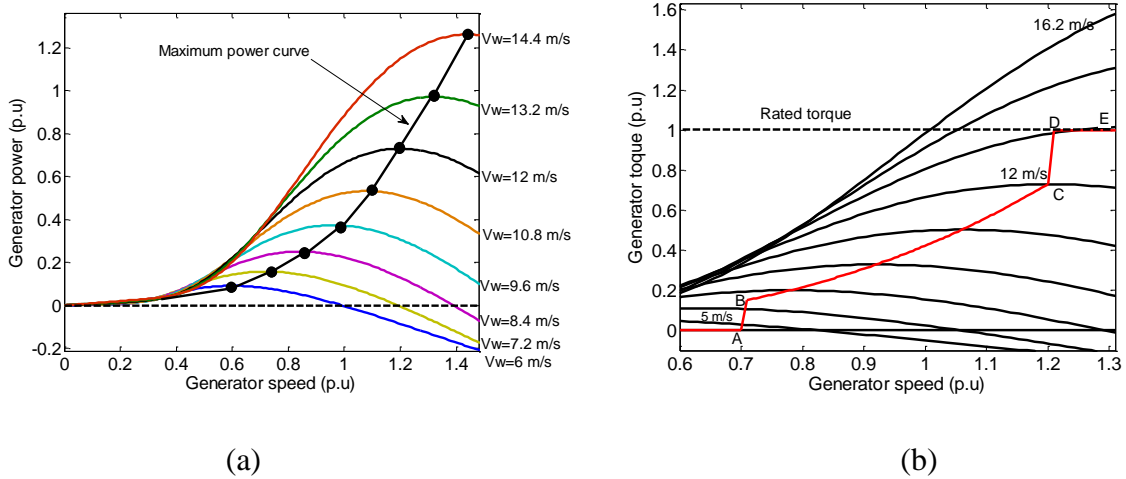 (a)
1.2
1
0.8
0.6
0.4
0.2
0
-0.2
Generator power (p.u)
Maximum power curve
Vw=14.4 m/s
Vw=13.2 m/s
Vw=12 m/s
Vw=10.8 m/s
Vw=9.6 m/s
Vw=8.4 m/s
Vw=7.2 m/s
Vw=6 m/s
0 0.2 0.4 0.6 0.8 1 1.2 1.4
Generator speed (p.u)
(a)
(b)
1.6
1.4
1.2
1
0.8
0.6
0.4
0.2
0
Generator toque (p.u)
16.2 m/s
Rated torque
D
E
12 m/s
C
B
5 m/s
A
0.6 0.7 0.8 0.9 1 1.1 1.2 1.3
Generator speed (p.u)
(b)